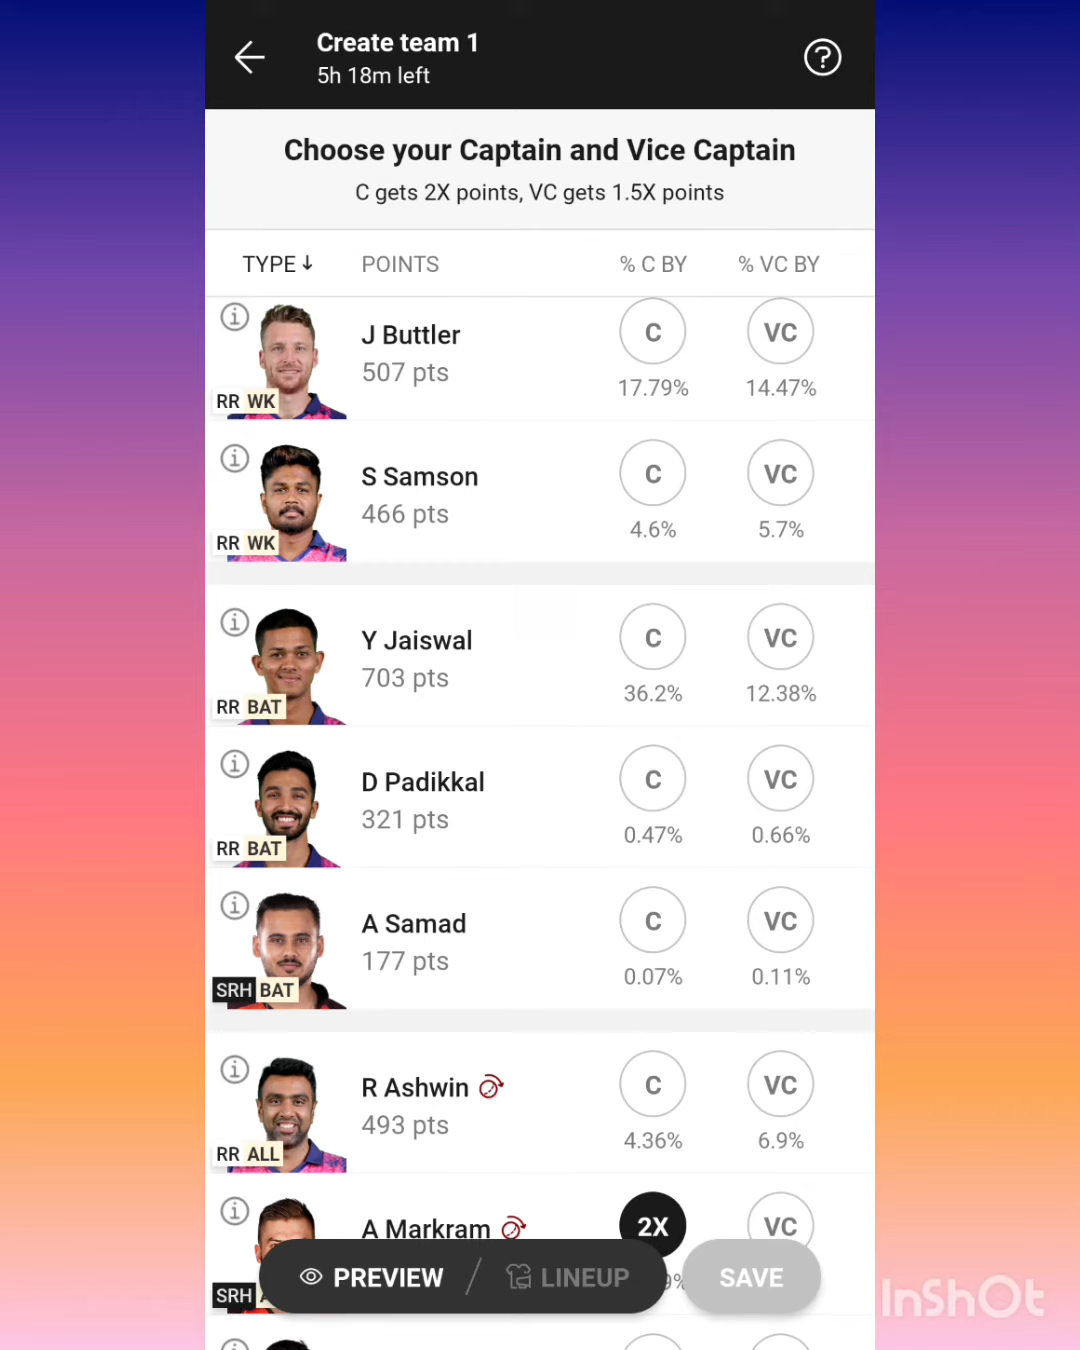 Create team 1
5h 18m left
Choose your Captain and Vice Captain
C gets 2X points, VC gets 1.5X points
TYPE↓ POINTS % C BY % VC BY
J Buttler C VC
507 pts
RR WK 17.79% 14.47%
S Samson C VC
466 pts
RR WK 4.6% 5.7%
Y Jaiswal C VC
703 pts
RR BAT 36.2% 12.38%
D Padikkal C VC
321 pts
RR BAT 0.47% 0.66%
A Samad C VC
177 pts
SRH BAT 0.07% 0.11%
R Ashwin C VC
493 pts
RR ALL 4.36% 6.9%
A Markram 2X VC
PREVIEW LINEUP SAVE
SRH
InShOt